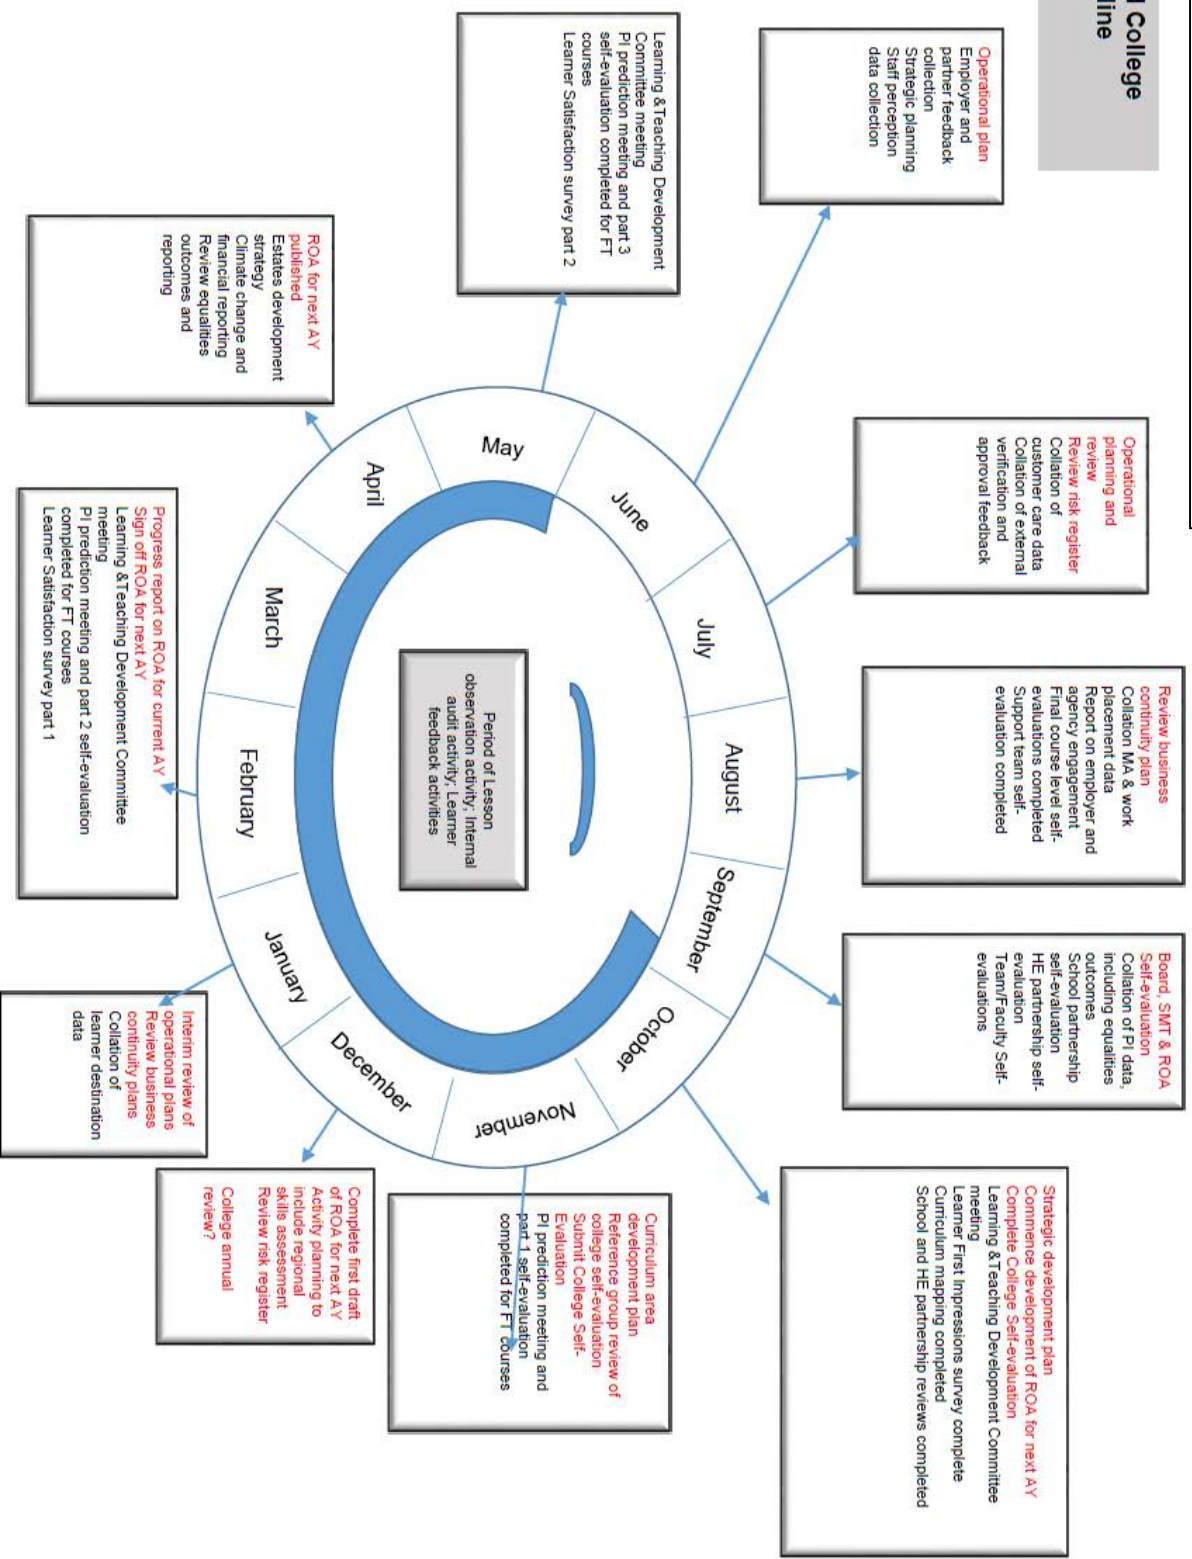 l College
line
Operational plan
Employer and
partner feedback
collection
Strategic planning
Staff perception
data collection
Operational
planning and
review
Review risk register
Collation of
customer care data
Collation of external
verification and
approval feedback
Review business
continuity plan
Collation MA & work
placement data
Report on employer and
agency engagement
Final course level self-
evaluations completed
Support team self-
evaluation completed
Board, SMT & ROA
Self-evaluation
Collation of PI data,
including equalities
outcomes
School partnership
self-evaluation
HE partnership self-
evaluation
Team/Faculty Self-
evaluations
Strategic development plan
Commence development of ROA for next AY
Complete College Self-evaluation
Learning &Teaching Development Committee
meeting
Learner First Impressions survey complete
Curriculum mapping completed
School and HE partnership reviews completed
Learning &Teaching Development
Committee meeting
PI prediction meeting and part 3
self-evaluation completed for FT
courses
Learner Satisfaction survey part 2
June
July
August
September
October
May
Period of Lesson
observation activity; Internal
audit activity; Learner
feedback activities
November
April
March
February
January
December
Curriculum area
development plan
Reference group review of
college self-evaluation
Submit College Self-
Evaluation
PI prediction meeting and
part 1 self-evaluation
completed for FT courses
ROA for next AY
published
Estates development
strategy
Climate change and
financial reporting
Review equalities
outcomes and
reporting
Progress report on ROA for current AY
Sign off ROA for next AY
Learning &Teaching Development Committee
meeting
PI prediction meeting and part 2 self-evaluation
completed for FT courses
Learner Satisfaction survey part 1
Interim review of
operational plans
Review business
continuity plans
Collation of
learner destination
data
Complete first draft
of ROA for next AY
Activity planning to
include regional
skills assessment
Review risk register
College annual
review?